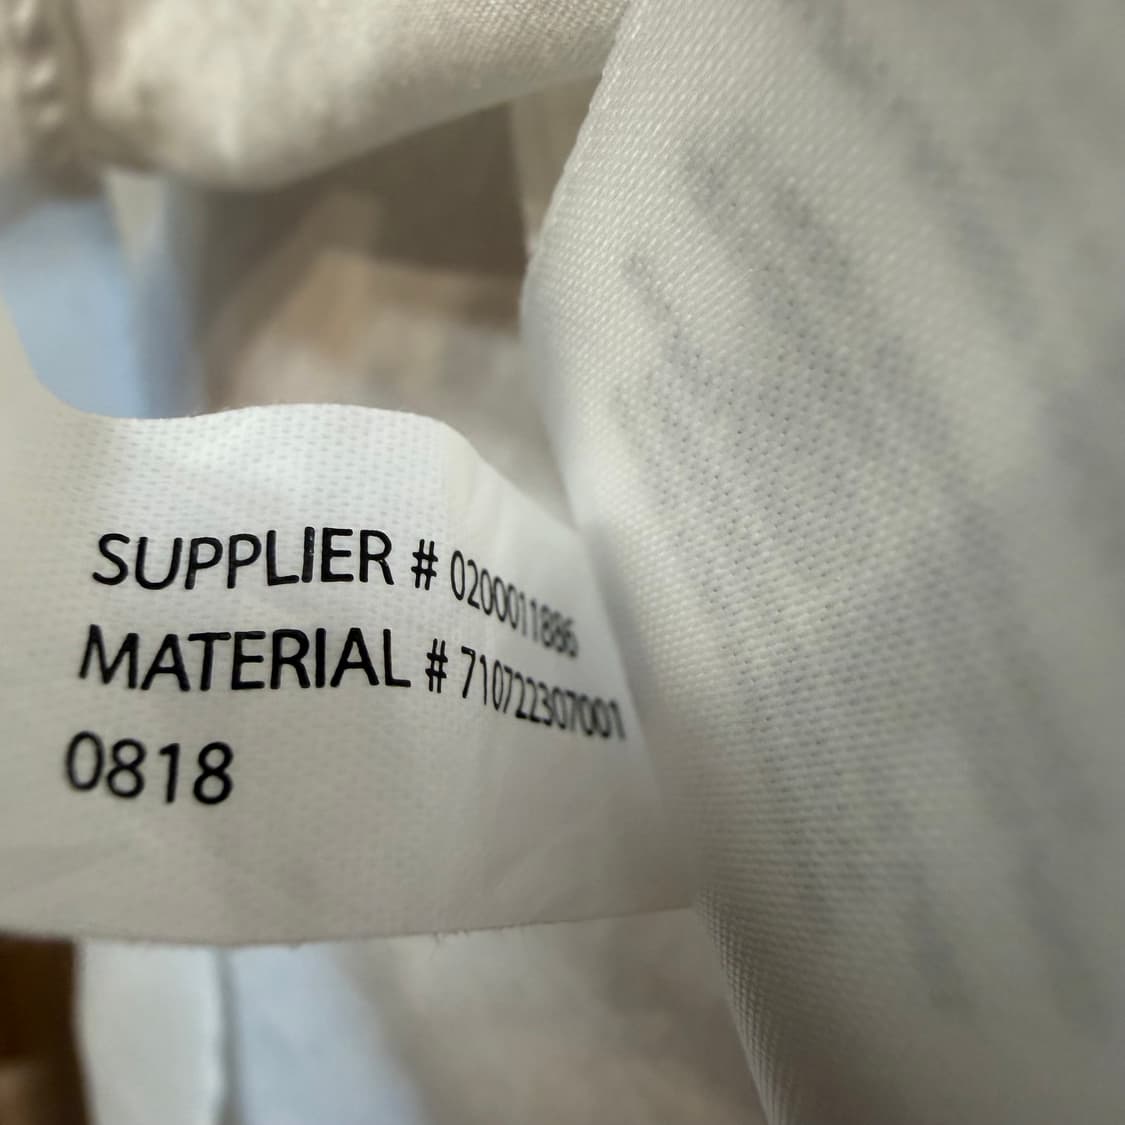 SUPPLIER # 0200011886
MATERIAL # 710722307001
0818